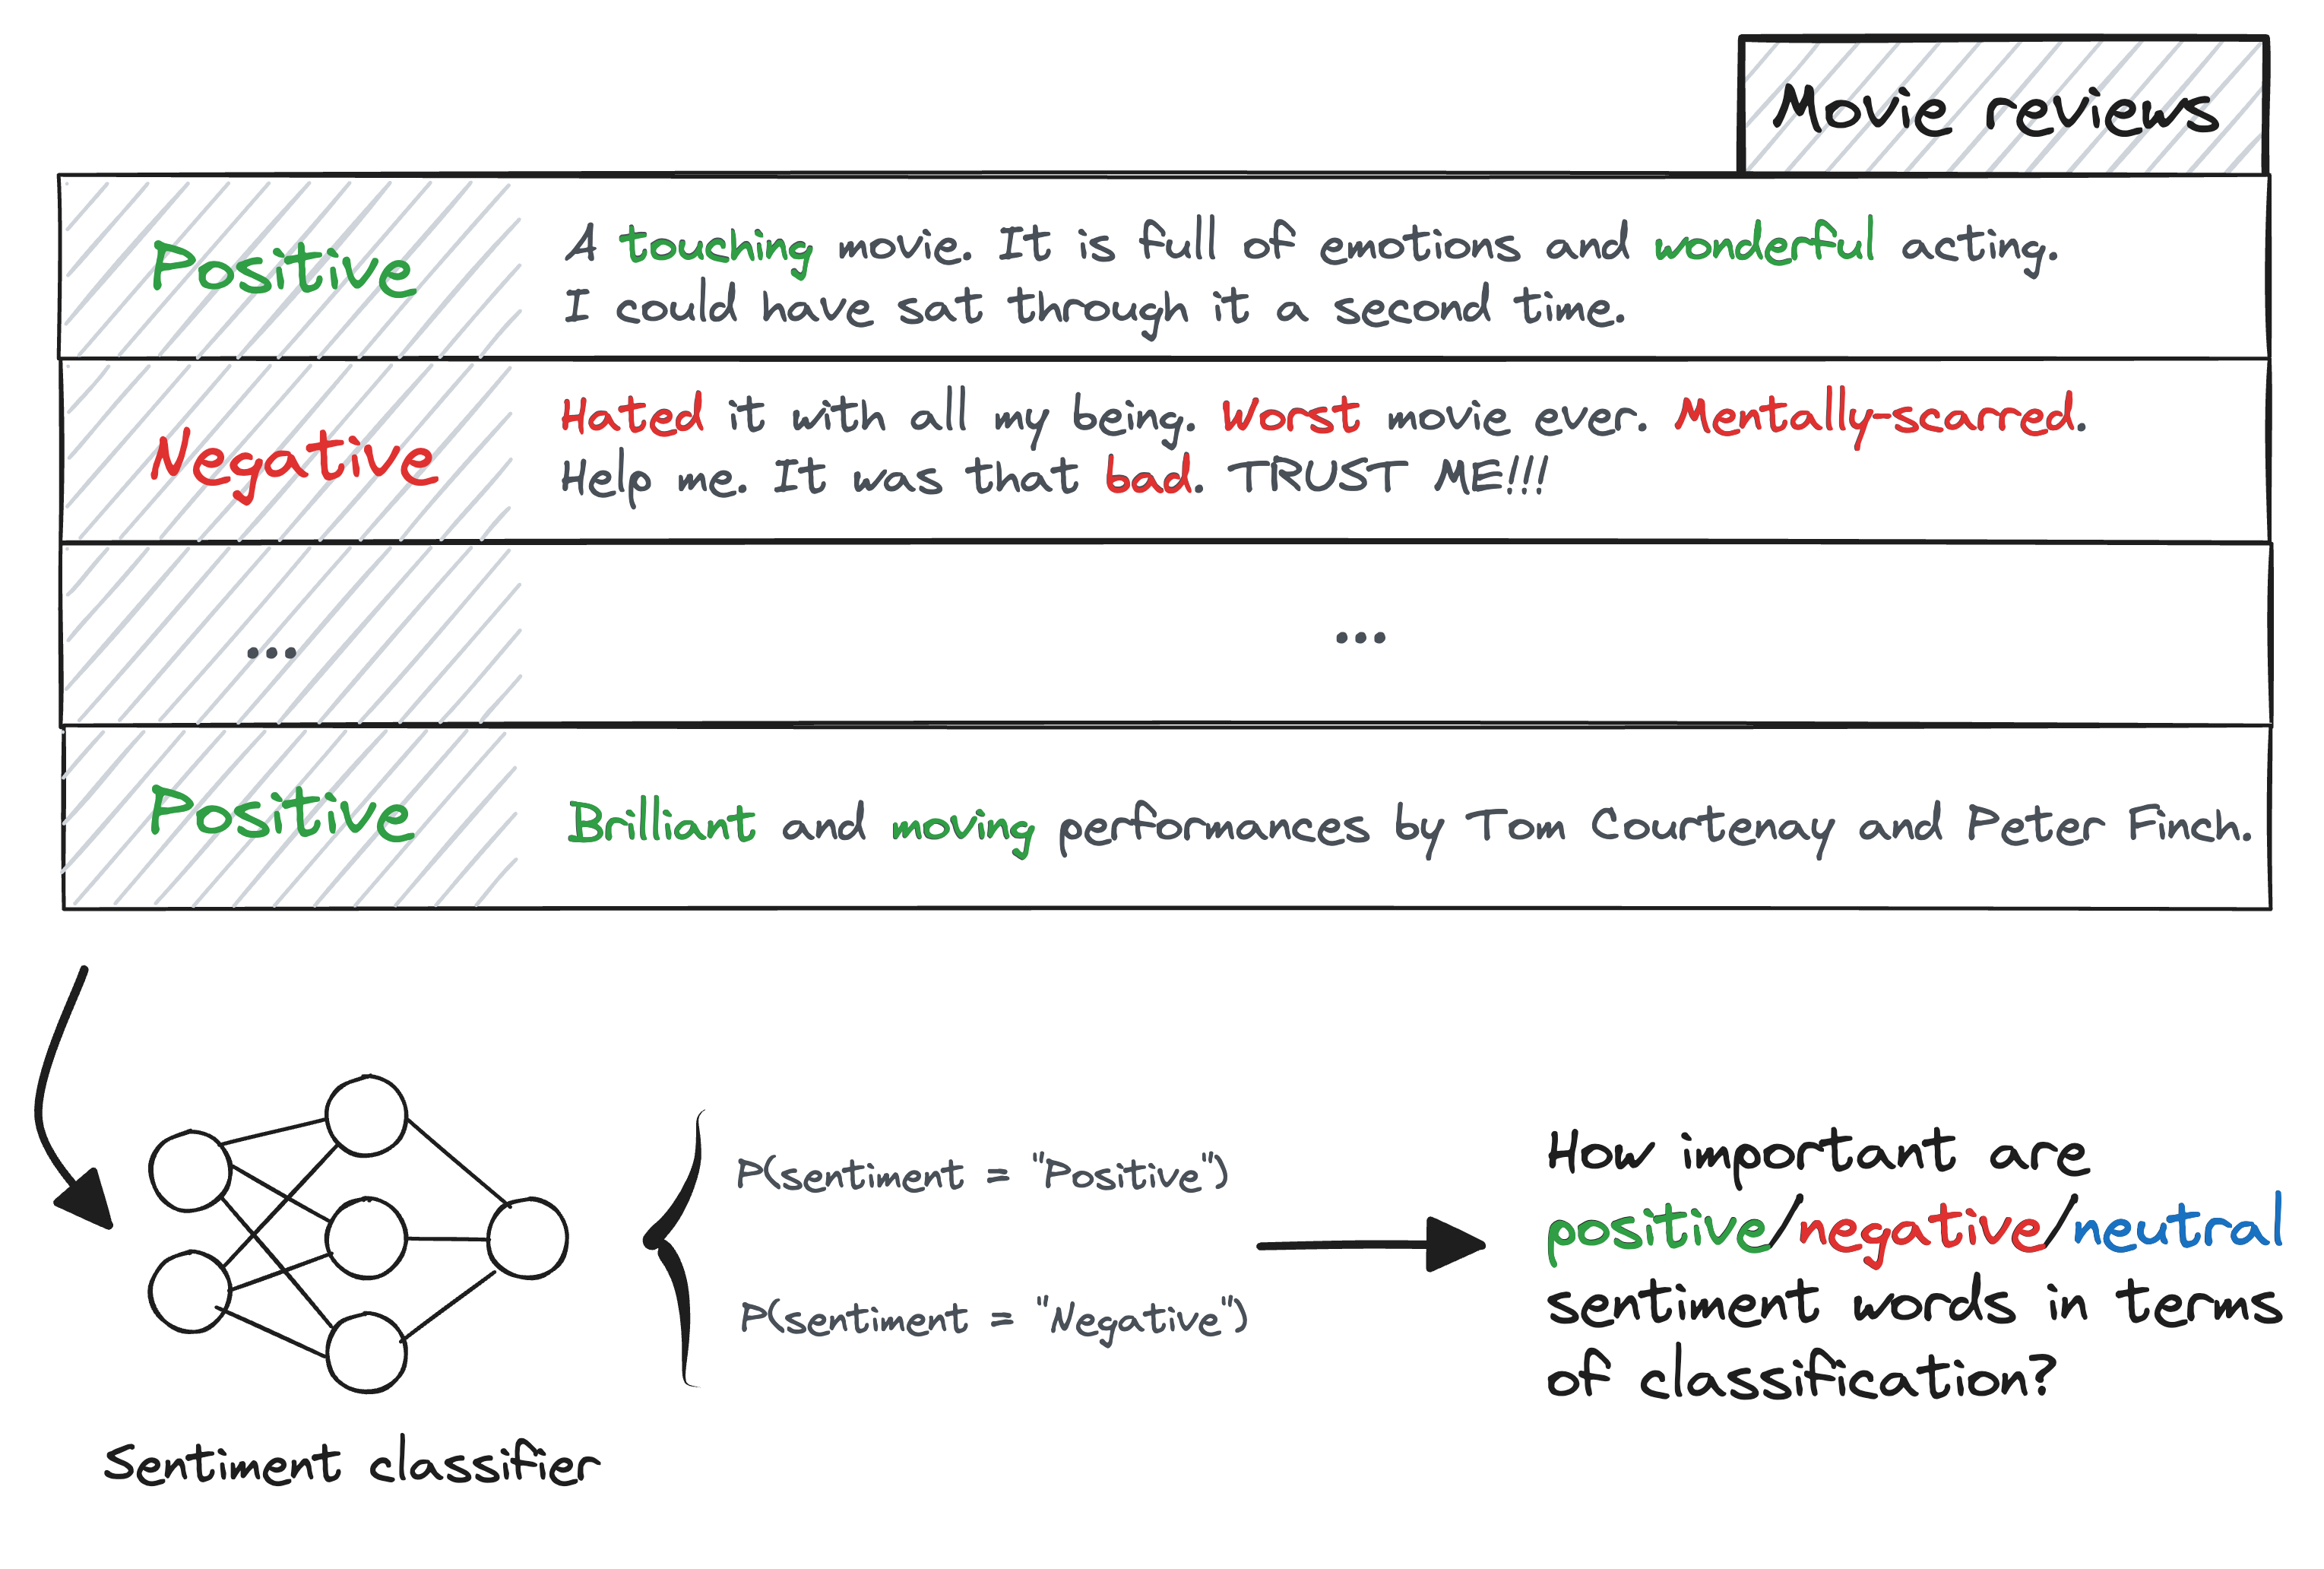 Movie reviews
Positive
A touching movie. It is full of emotions and wonderful acting.
I could have sat through it a second time.
Negative
Hated it with all my being. Worst movie ever. Mentally-scarred.
Help me. It was that bad. TRUST ME!!!
...
...
Positive
Brilliant and moving performances by Tom Courtenay and Peter Finch.
P(sentiment = "Positive")
P(sentiment = "Negative")
How important are
positive/negative/neutral
sentiment words in terms
of classification?
Sentiment classifier